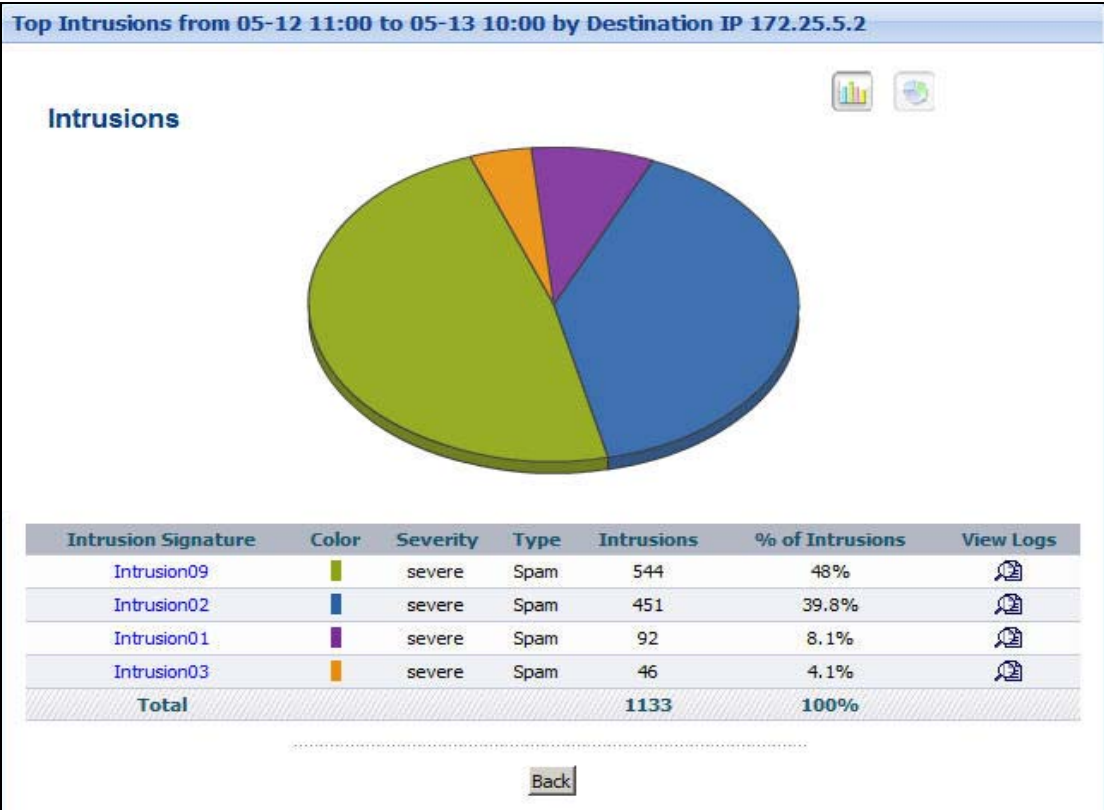 Top Intrusions from 05-12 11:00 to 05-13 10:00 by Destination IP 172.25.5.2
Intrusions
Intrusion Signature Color Severity Type Intrusions % of Intrusions View Logs
Intrusion09 severe Spam 544 48%
Intrusion02 severe Spam 451 39.8%
Intrusion01 severe Spam 92 8.1%
Intrusion03 severe Spam 46 4.1%
Total 1133 100%
Back